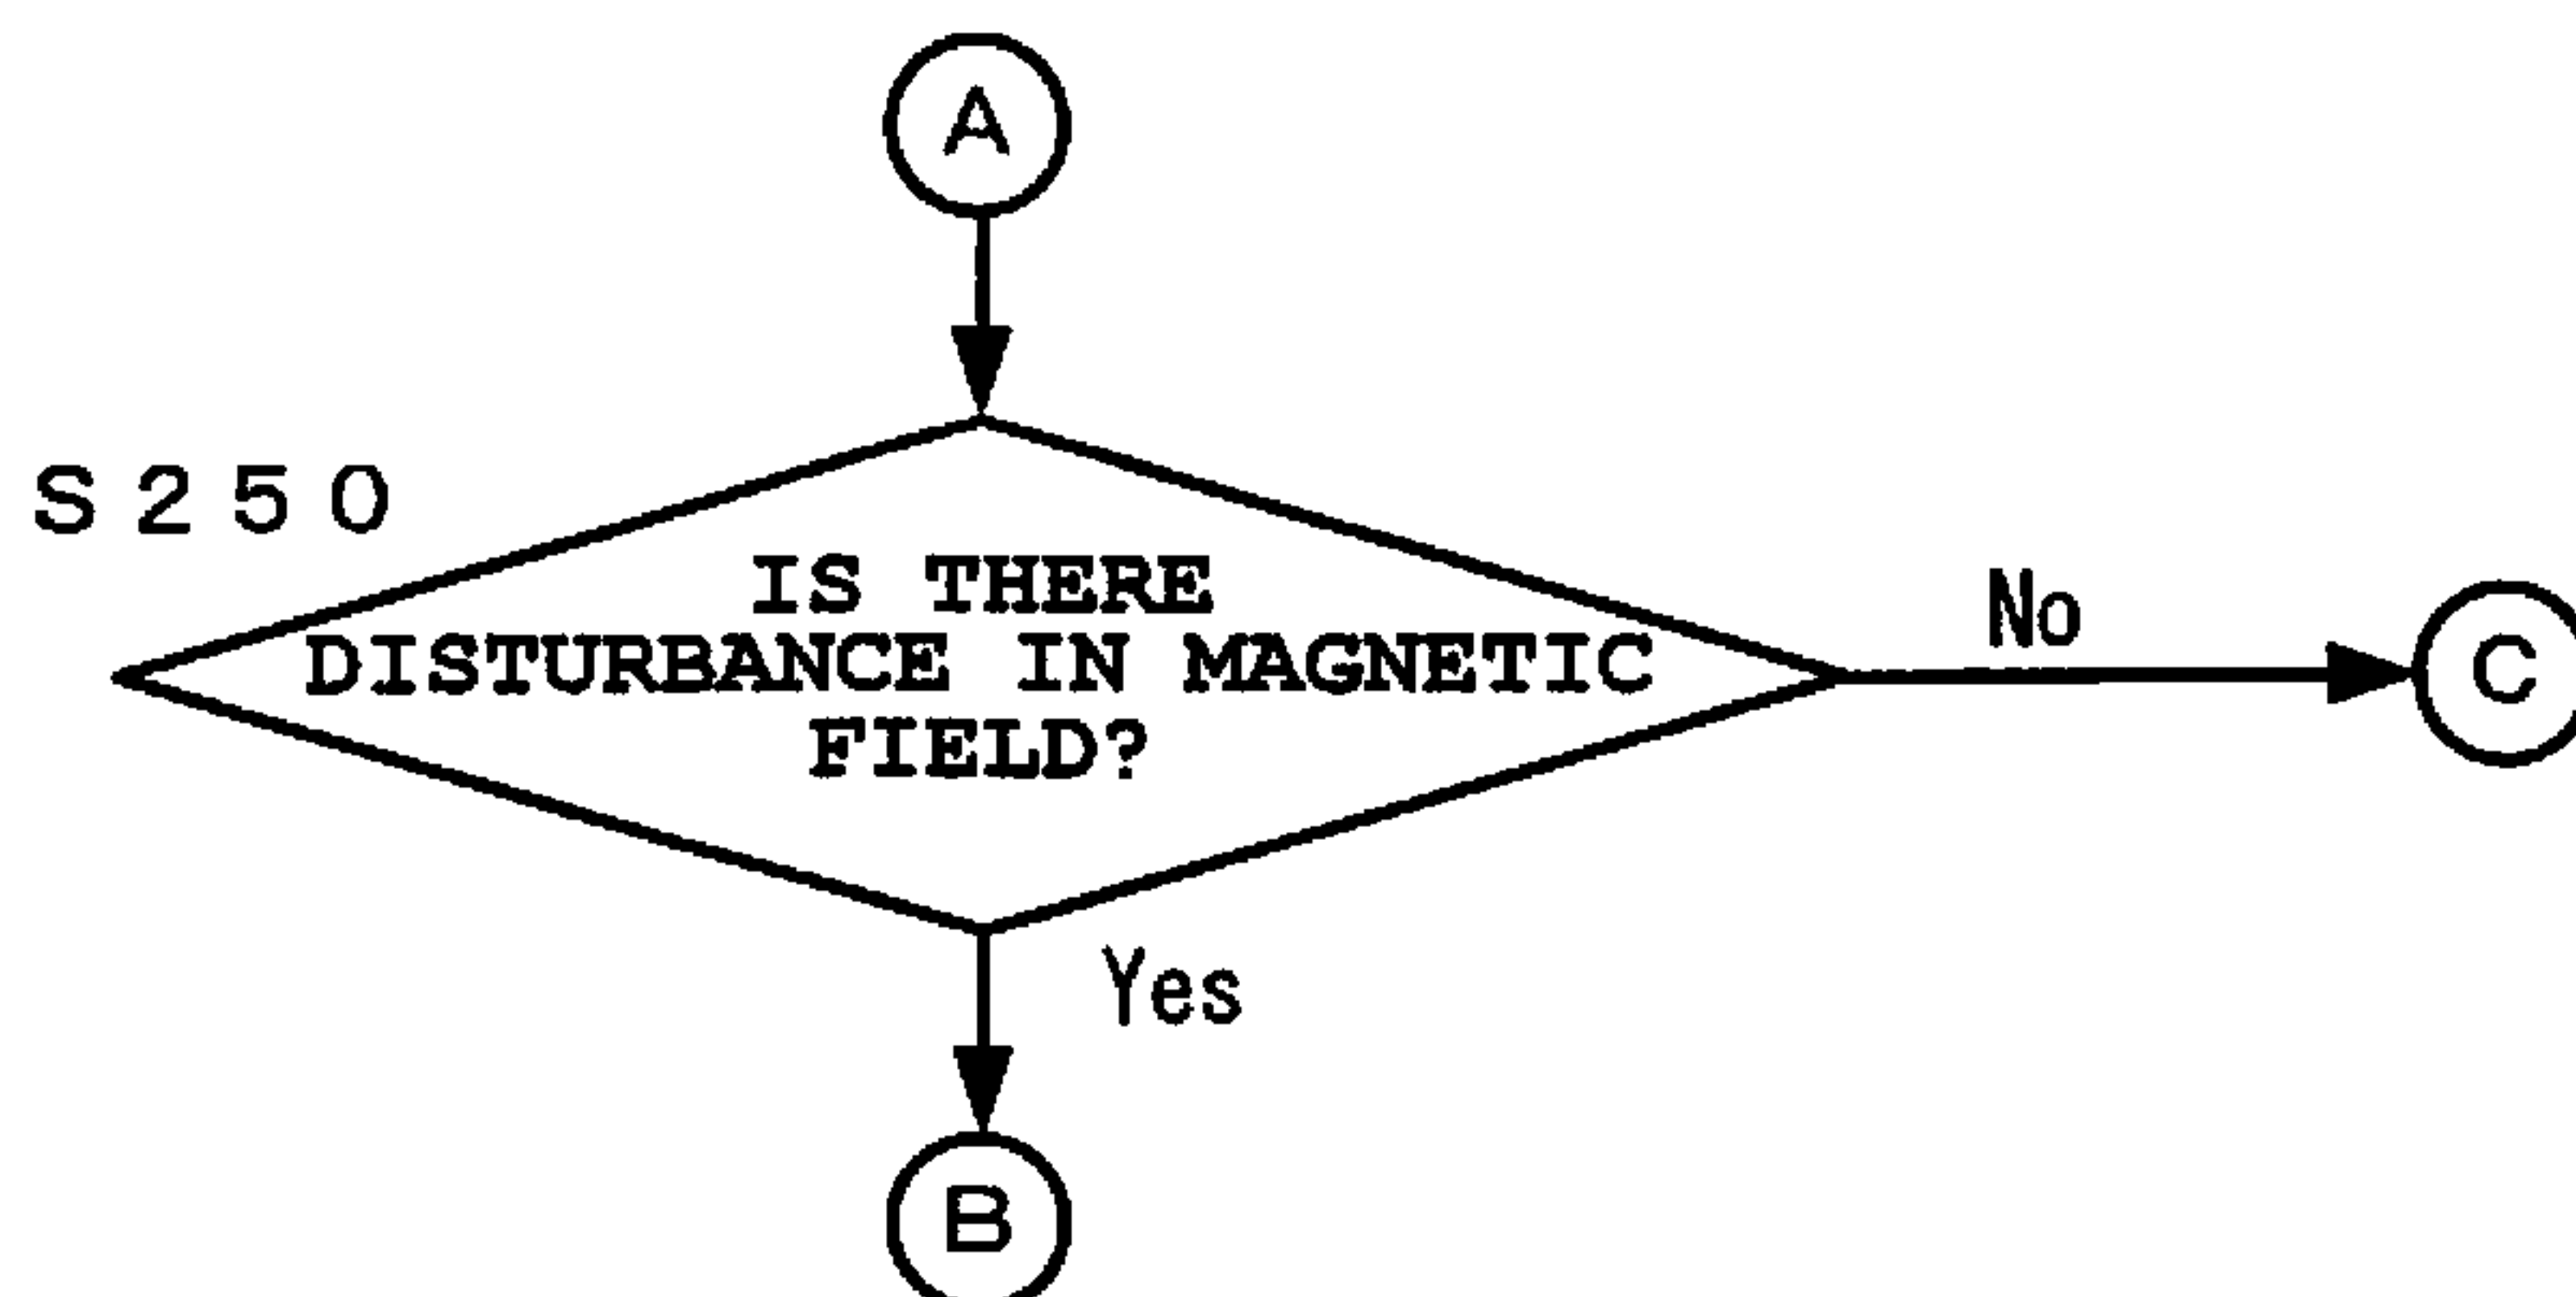 A
S250
IS THERE
DISTURBANCE IN MAGNETIC
FIELD?
No
C
Yes
B